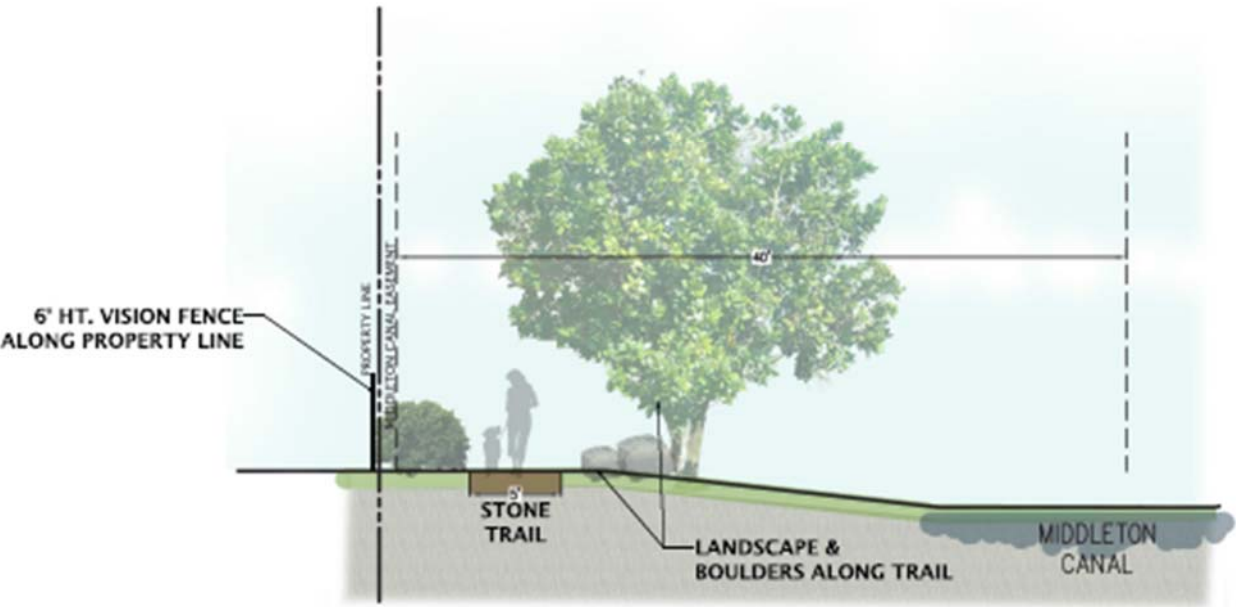 40'
PROPERTY LINE
MIDDLETON CANAL EASEMENT
6' HT. VISION FENCE
ALONG PROPERTY LINE
5'
STONE
TRAIL
LANDSCAPE &
BOULDERS ALONG TRAIL
MIDDLETON
CANAL